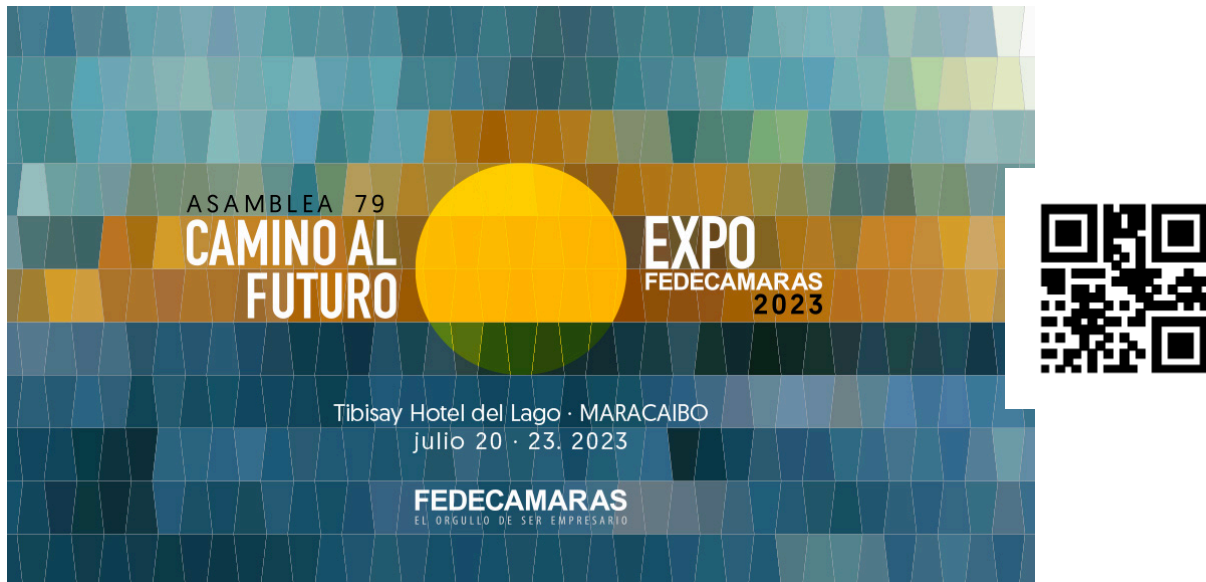 ASAMBLEA 79
CAMINO AL
FUTURO
EXPO
FEDECAMARAS
2023
Tibisay Hotel del Lago · MARACAIBO
julio 20 · 23. 2023
FEDECAMARAS
EL ORGULLO DE SER EMPRESARIO